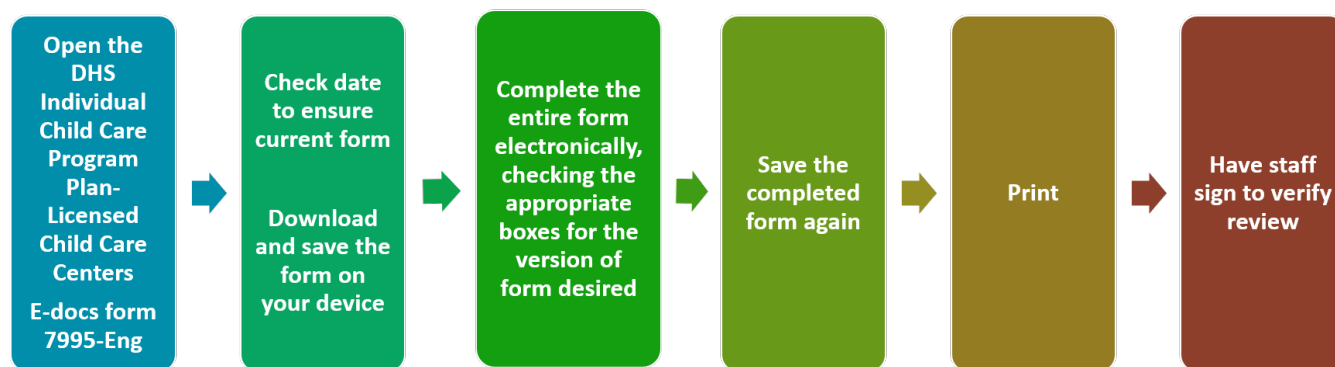 Open the
DHS
Individual
Child Care
Program
Plan-
Licensed
Child Care
Centers
E-docs form
7995-Eng
Check date
to ensure
current form
Download
and save the
form on
your device
Complete the
entire form
electronically,
checking the
appropriate
boxes for the
version of
form desired
Save the
completed
form again
Print
Have staff
sign to verify
review